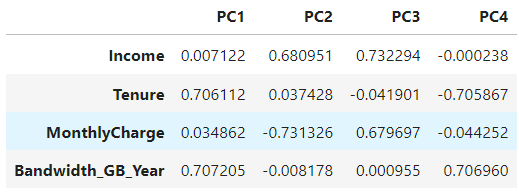 PC1 PC2 PC3 PC4
Income 0.007122 0.680951 0.732294 -0.000238
Tenure 0.706112 0.037428 -0.041901 -0.705867
MonthlyCharge 0.034862 -0.731326 0.679697 -0.044252
Bandwidth_GB_Year 0.707205 -0.008178 0.000955 0.706960